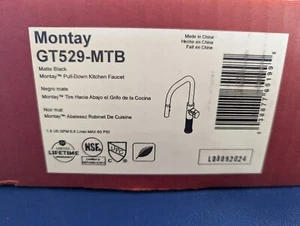 Montay
GT529-MTB
Matte Black
Montay™ Pull-Down Kitchen Faucet
Negro mate
Montay™ Tire Hacia Abajo el Grifo de la Cocina
Noir mat
Montay™ Abaissez Robinet De Cuisine
Made in China
Hecho en China
Fait en Chine
LIFETIME
NSF